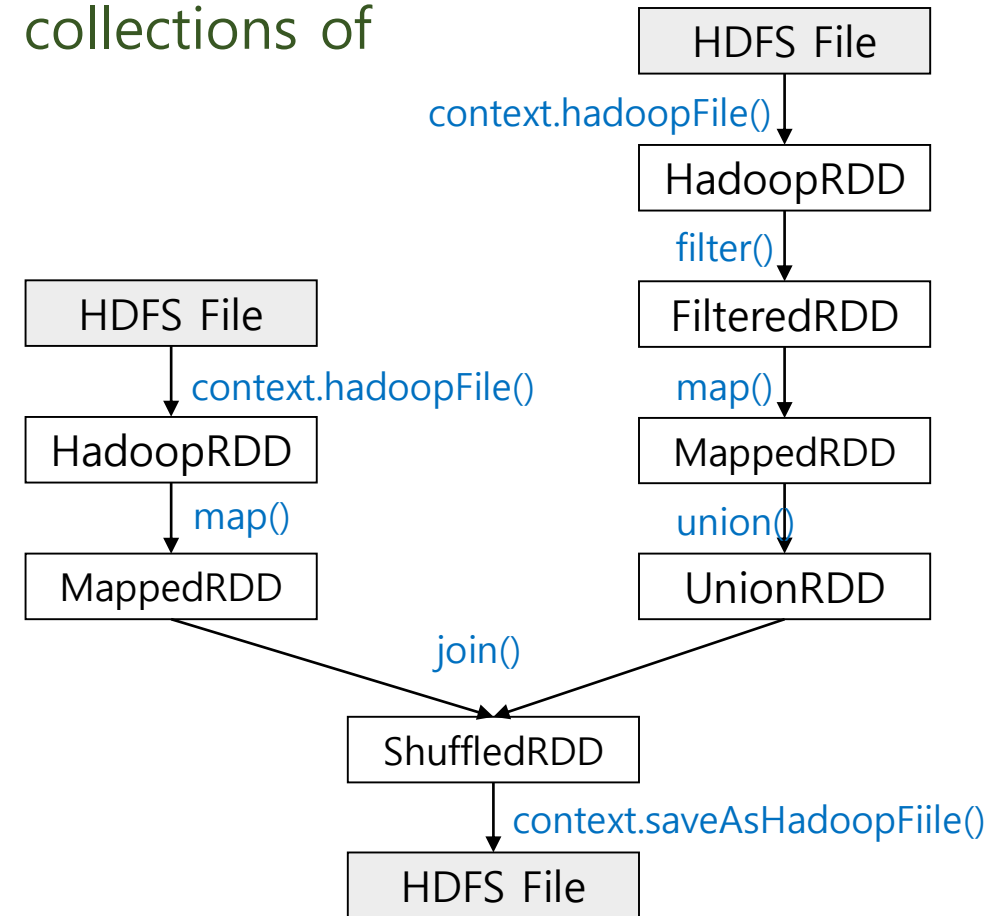 collections of
HDFS File
context.hadoopFile()
HadoopRDD
filter()
FilteredRDD
map()
MappedRDD
union()
UnionRDD
HDFS File
context.hadoopFile()
HadoopRDD
map()
MappedRDD
join()
ShuffledRDD
context.saveAsHadoopFiile()
HDFS File